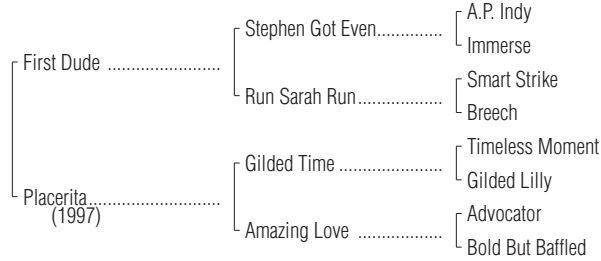 A.P. Indy
Stephen Got Even..............
Immerse
First Dude ........................
Smart Strike
Run Sarah Run..................
Breech
Timeless Moment
Gilded Time ......................
Gilded Lilly
Placerita............................
(1997)
Advocator
Amazing Love ..................
Bold But Baffled